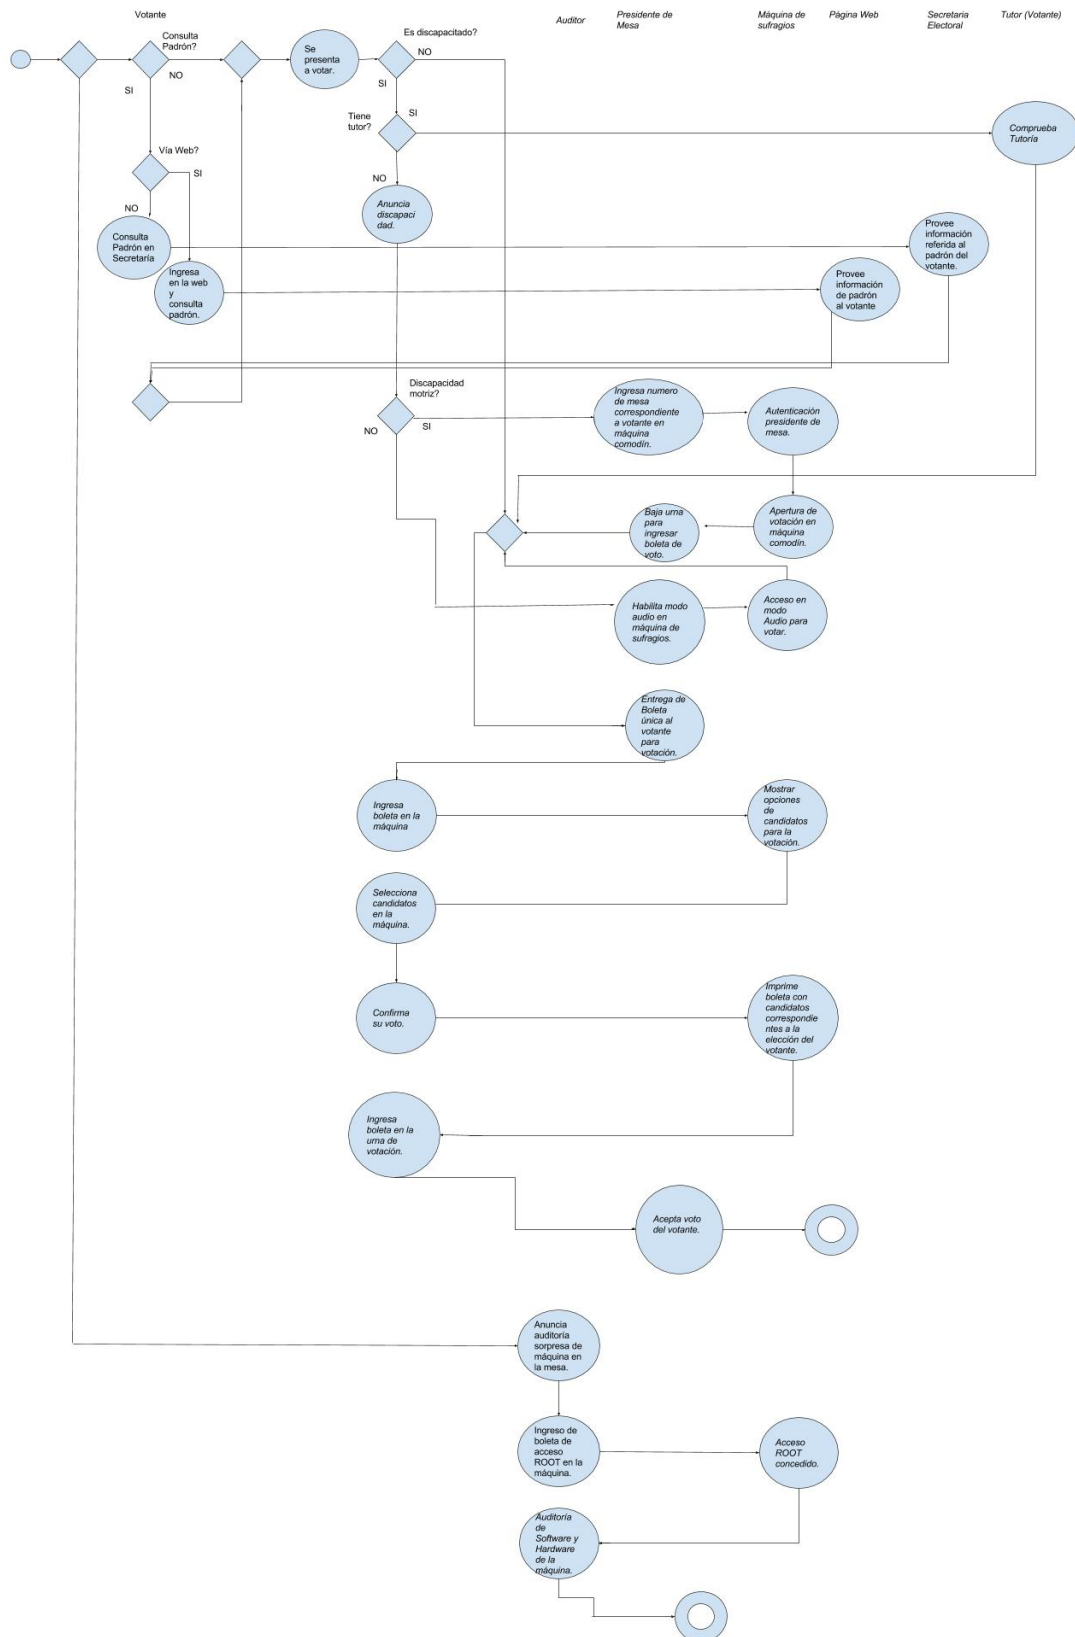 Votante
Auditor
Presidente de
Mesa
Máquina de
sufragios
Página Web
Secretaria
Electoral
Tutor (Votante)
Consulta
Padrón?
Es discapacitado?
NO
NO
SI
SI
Se
presenta
a votar.
Tiene
tutor?
SI
Comprueba
Tutoría
Vía Web?
SI
NO
NO
Anuncia
discapaci
dad.
Consulta
Padrón en
Secretaría
Provee
información
referida al
padrón del
votante.
Ingresa
en la web
y
consulta
padrón.
Provee
información
de padrón
al votante
Discapacidad
motriz?
NO
SI
Ingresa numero
de mesa
correspondiente
a votante en
máquina
comodín.
Autenticación
presidente de
mesa.
Baja urna
para
ingresar
boleta de
voto.
Apertura de
votación en
máquina
comodín.
Habilita modo
audio en
máquina de
sufragios.
Acceso en
modo
Audio para
votar.
Entrega de
Boleta
única al
votante
para
votación.
Ingresa
boleta en la
máquina
Mostrar
opciones
de
candidatos
para la
votación.
Selecciona
candidatos
en la
máquina.
Confirma
su voto.
Imprime
boleta con
candidatos
correspondie
ntes a la
elección del
votante.
Ingresa
boleta en la
urna de
votación.
Acepta voto
del votante.
Anuncia
auditoría
sorpresa de
máquina en
la mesa.
Ingreso de
boleta de
acceso
ROOT en la
máquina.
Acceso
ROOT
concedido.
Auditoría
de
Software y
Hardware
de la
máquina.